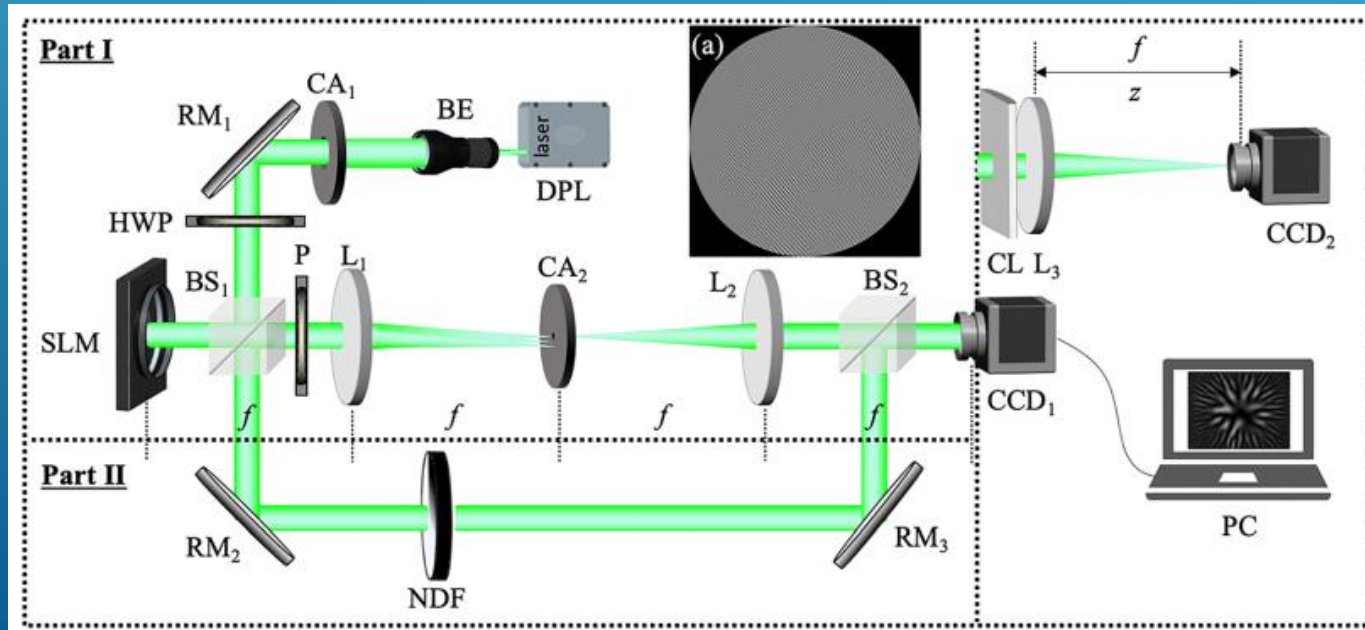 Part I
(a)
f
z
CA₁
BE
RM₁
laser
DPL
HWP
P
L₁
CA₂
L₂
BS₁
BS₂
SLM
CL L₃
CCD₂
CCD₁
f f f f
Part II
RM₂
NDF
RM₃
PC